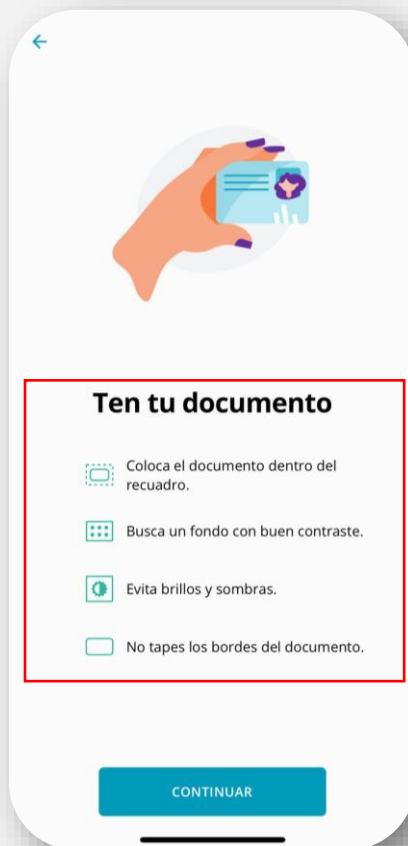 Ten tu documento
Coloca el documento dentro del
recuadro.
Busca un fondo con buen contraste.
Evita brillos y sombras.
No tapes los bordes del documento.
CONTINUAR